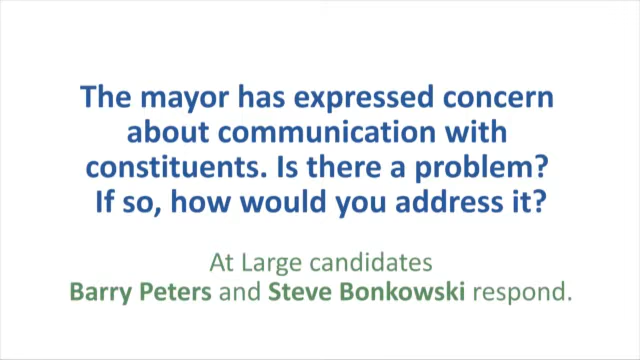 The mayor has expressed concern
about communication with
constituents. Is there a problem?
If so, how would you address it?
At Large candidates
Barry Peters and Steve Bonkowski respond.